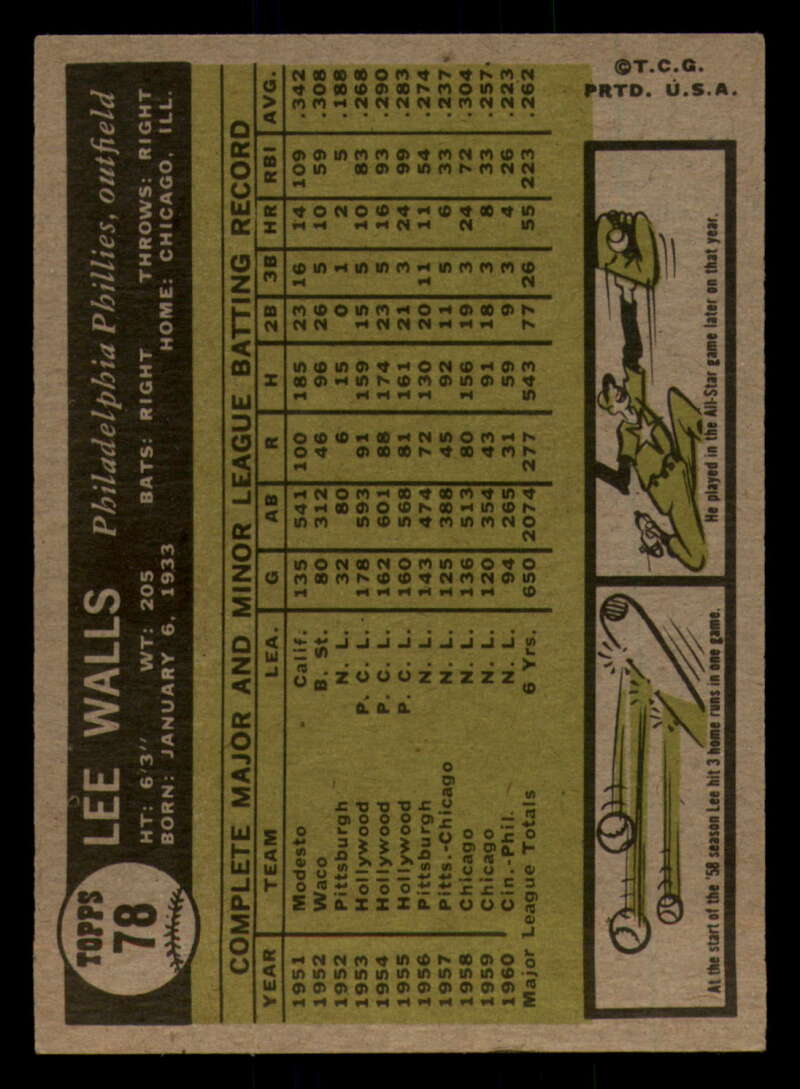 TOPPS
78
LEE WALLS Philadelphia Phillies, outfield
HT: 6'3" WT: 205 BATS: RIGHT THROWS: RIGHT
BORN: JANUARY 6, 1933 HOME: CHICAGO, ILL.
COMPLETE MAJOR AND MINOR LEAGUE BATTING RECORD
YEAR TEAM LEA. G AB R H 2B 3B HR RBI AVG.
1951 Modesto Calif. 135 541 100 185 23 16 14 109 .342
1952 Waco B. St. 80 312 46 96 26 5 10 59 .308
1952 Pittsburgh N. L. 32 80 6 15 0 1 2 5 .188
1953 Hollywood P. C. L. 178 593 91 159 15 5 10 83 .268
1954 Hollywood P. C. L. 162 601 88 174 23 5 16 93 .290
1955 Hollywood P. C. L. 160 568 81 161 21 3 24 99 .283
1956 Pittsburgh N. L. 143 474 72 130 20 11 11 54 .274
1957 Pitts.-Chicago N. L. 125 388 45 92 11 5 6 33 .237
1958 Chicago N. L. 136 513 80 156 19 3 24 72 .304
1959 Chicago N. L. 120 354 43 91 18 3 8 33 .257
1960 Cin.-Phil. N. L. 94 265 31 59 9 3 4 26 .223
Major League Totals 6 Yrs. 650 2074 277 543 77 26 55 223 .262
At the start of the '58 season Lee hit 3 home runs in one game.
He played in the All-Star game later on that year.
©T.C.G.
PRTD. U.S.A.